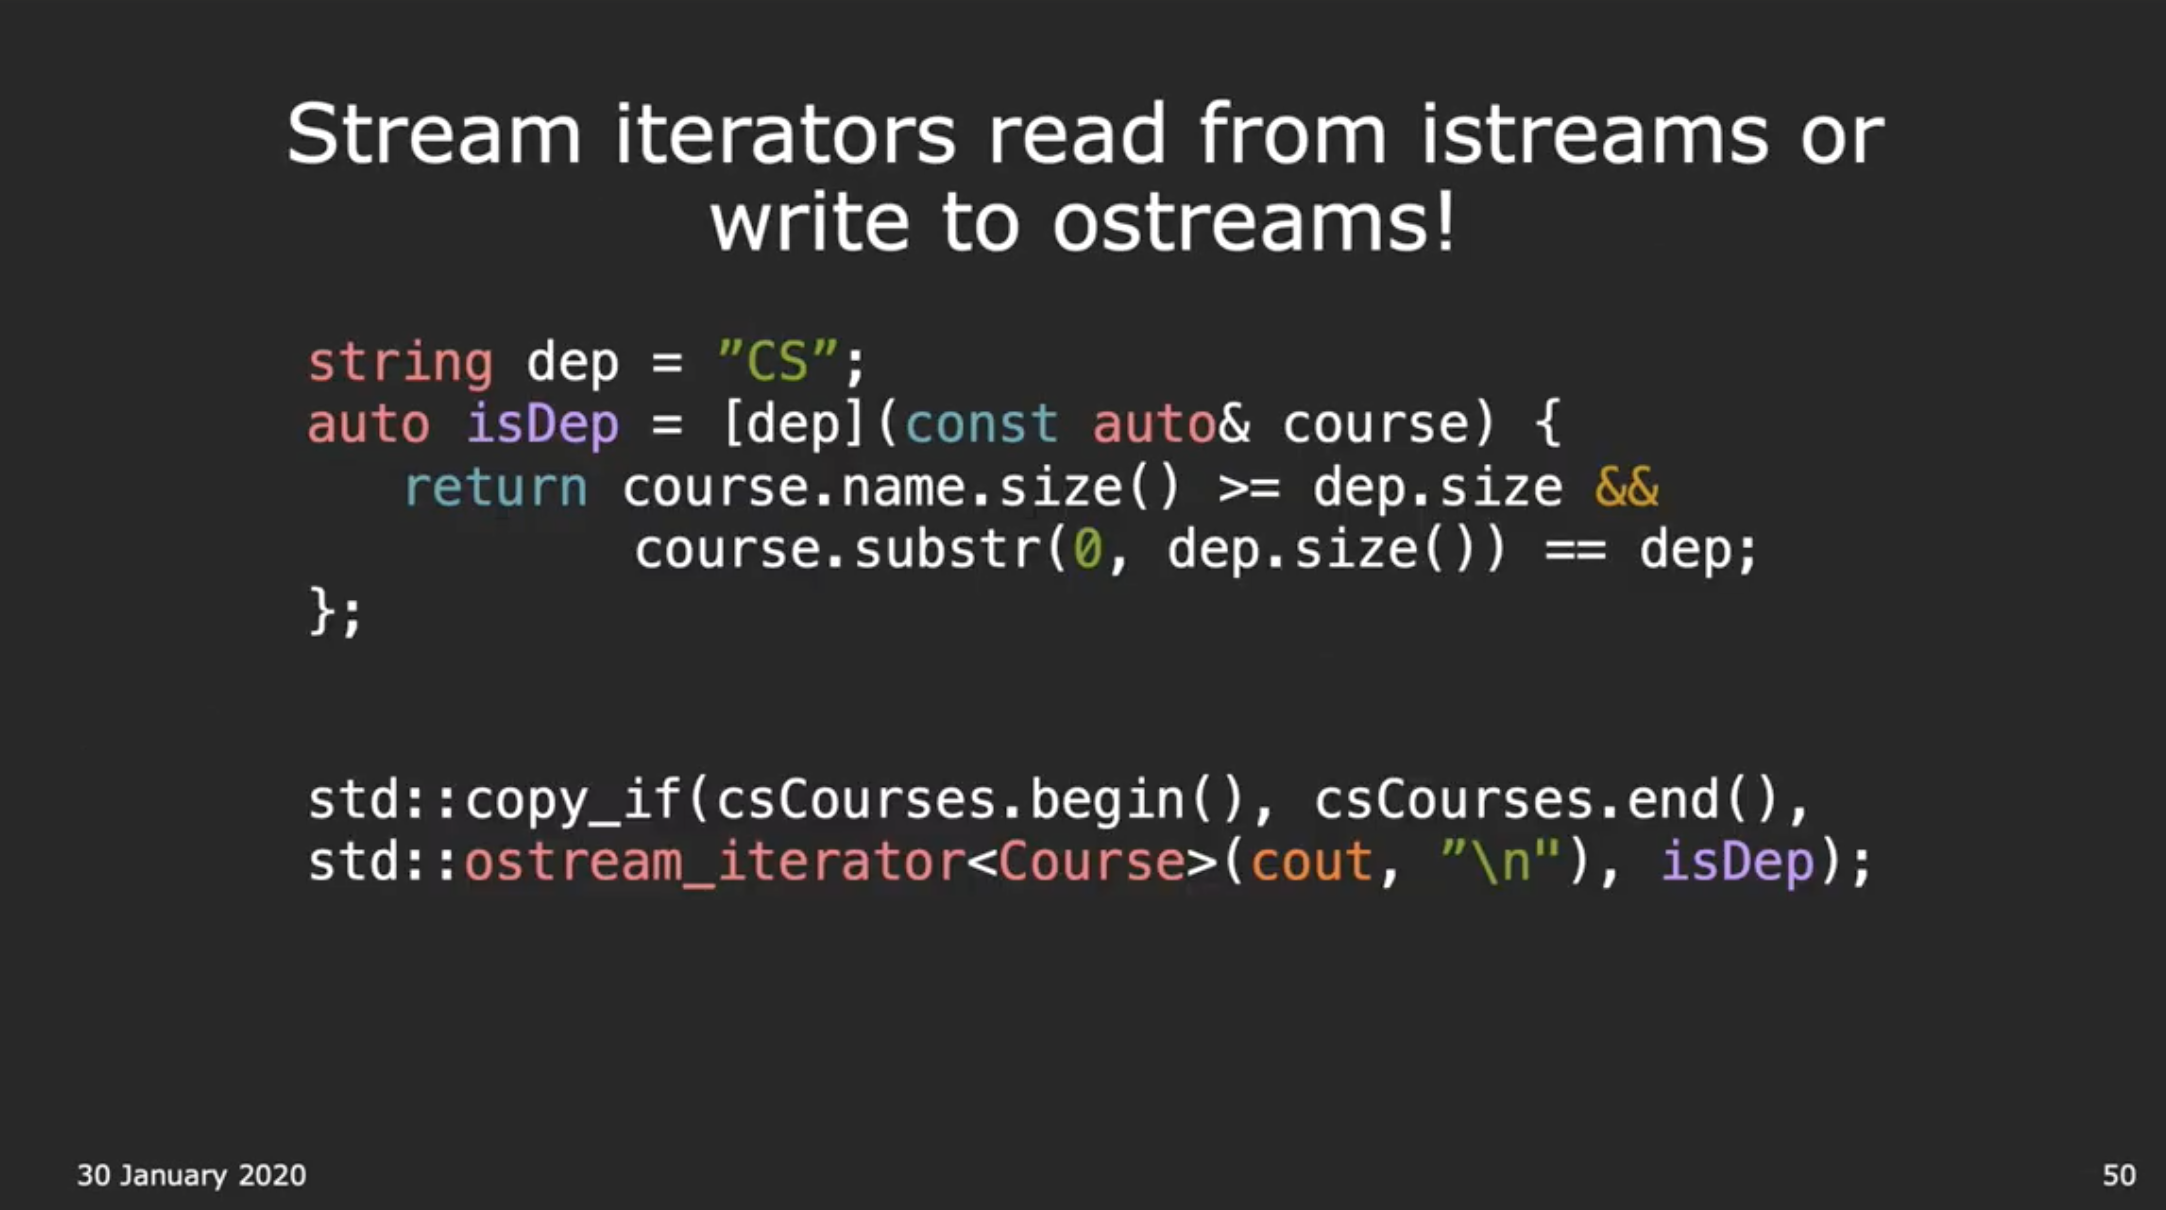 Stream iterators read from istreams or
write to ostreams!
string dep = ”CS”;
auto isDep = [dep](const auto& course) {
return course.name.size() >= dep.size &&
course.substr(0, dep.size()) == dep;
};
std::copy_if(csCourses.begin(), csCourses.end(),
std::ostream_iterator<Course>(cout, ”\n"), isDep);
30 January 2020
50